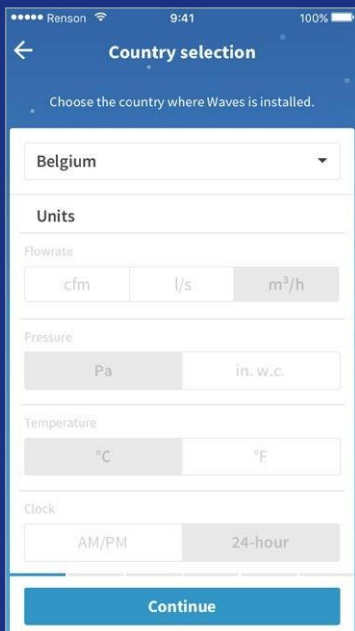 Renson 9:41 100%
Country selection
Choose the country where Waves is installed.
Belgium
Units
Flowrate
cfm l/s m³/h
Pressure
Pa in. w.c.
Temperature
°C °F
Clock
AM/PM 24-hour
Continue